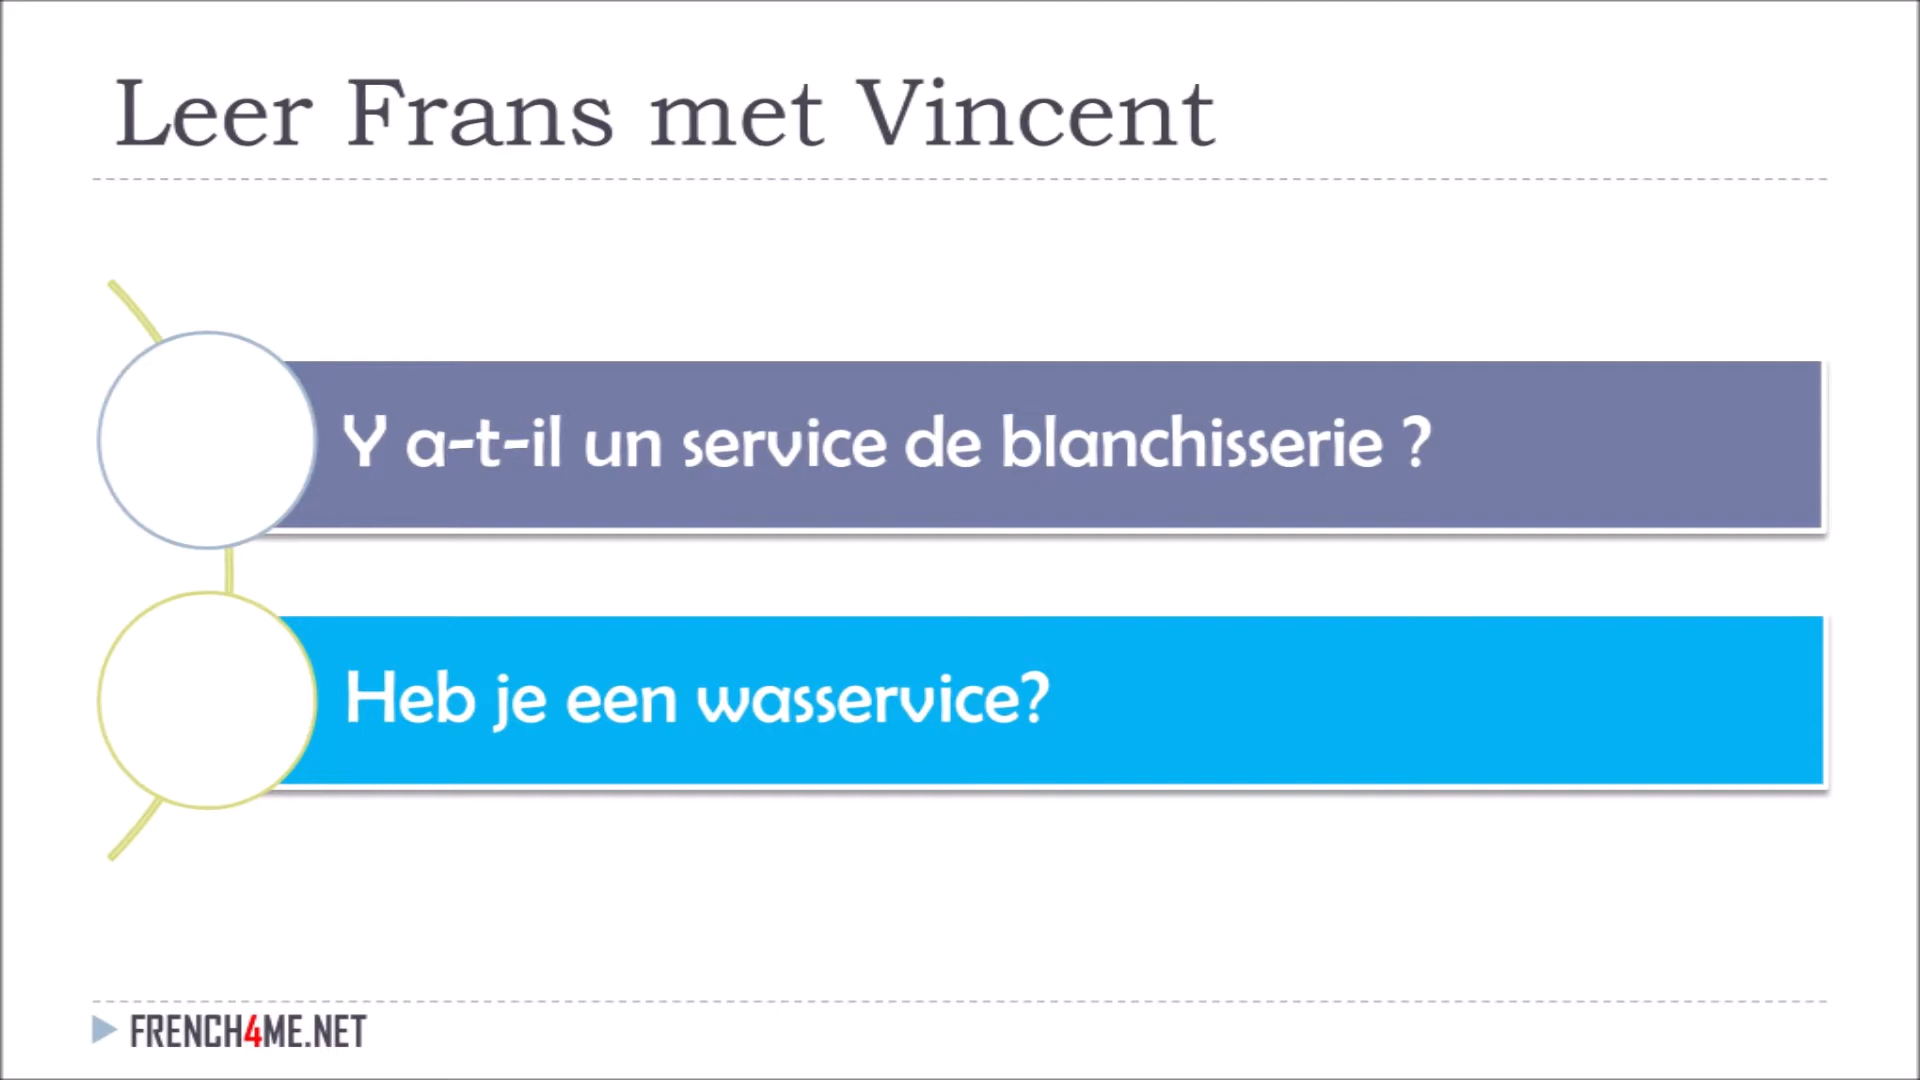 Leer Frans met Vincent
Y a-t-il un service de blanchisserie ?
Heb je een wasservice?
FRENCH4ME.NET